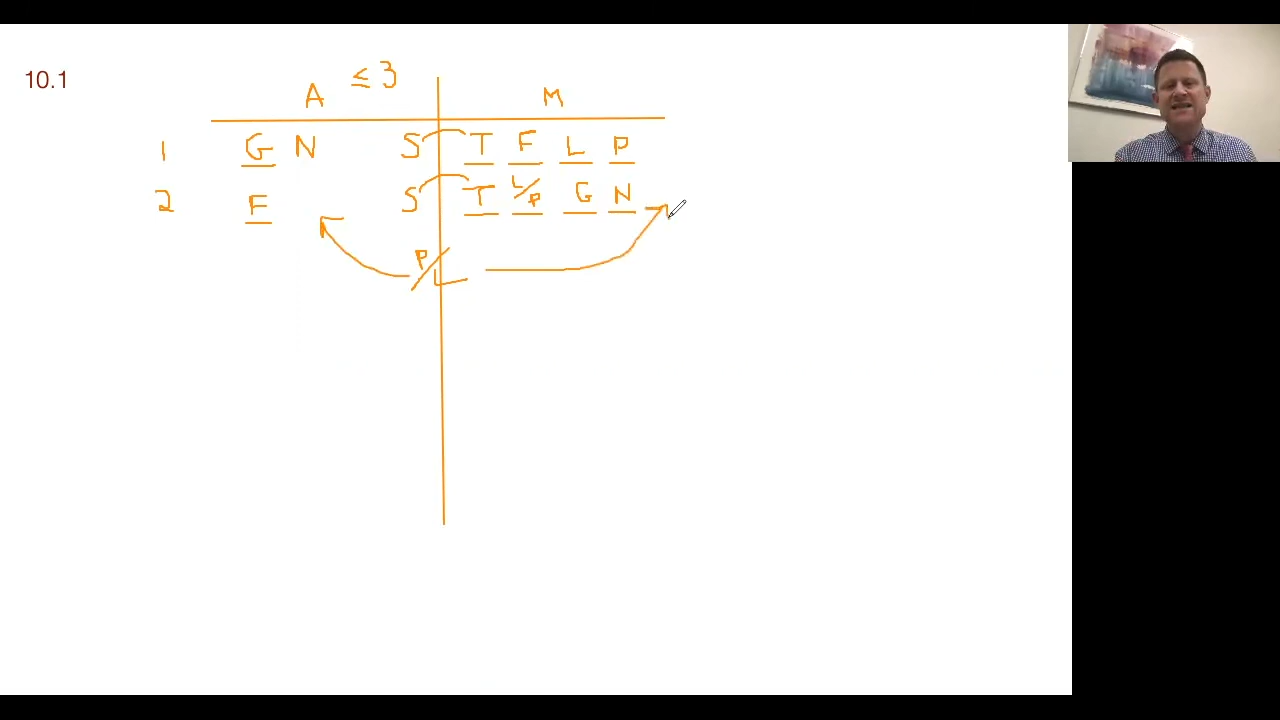 10.1
A ≤ 3 M
1 G N S T F L P
2 F S T L/P G N
P/L